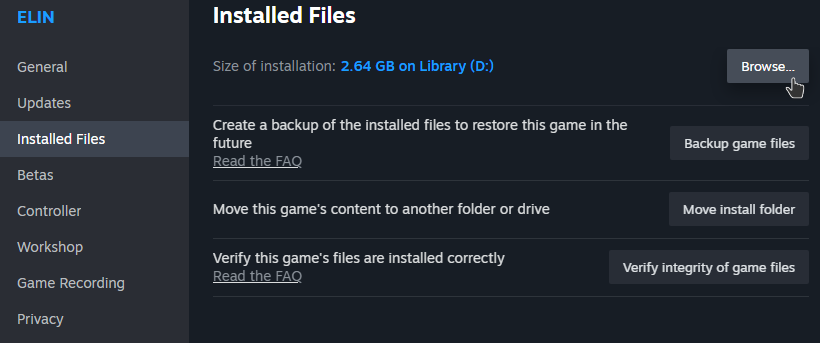 ELIN
General
Updates
Installed Files
Betas
Controller
Workshop
Game Recording
Privacy
Installed Files
Size of installation: 2.64 GB on Library (D:)
Browse...
Create a backup of the installed files to restore this game in the
future
Read the FAQ
Backup game files
Move this game's content to another folder or drive
Move install folder
Verify this game's files are installed correctly
Read the FAQ
Verify integrity of game files